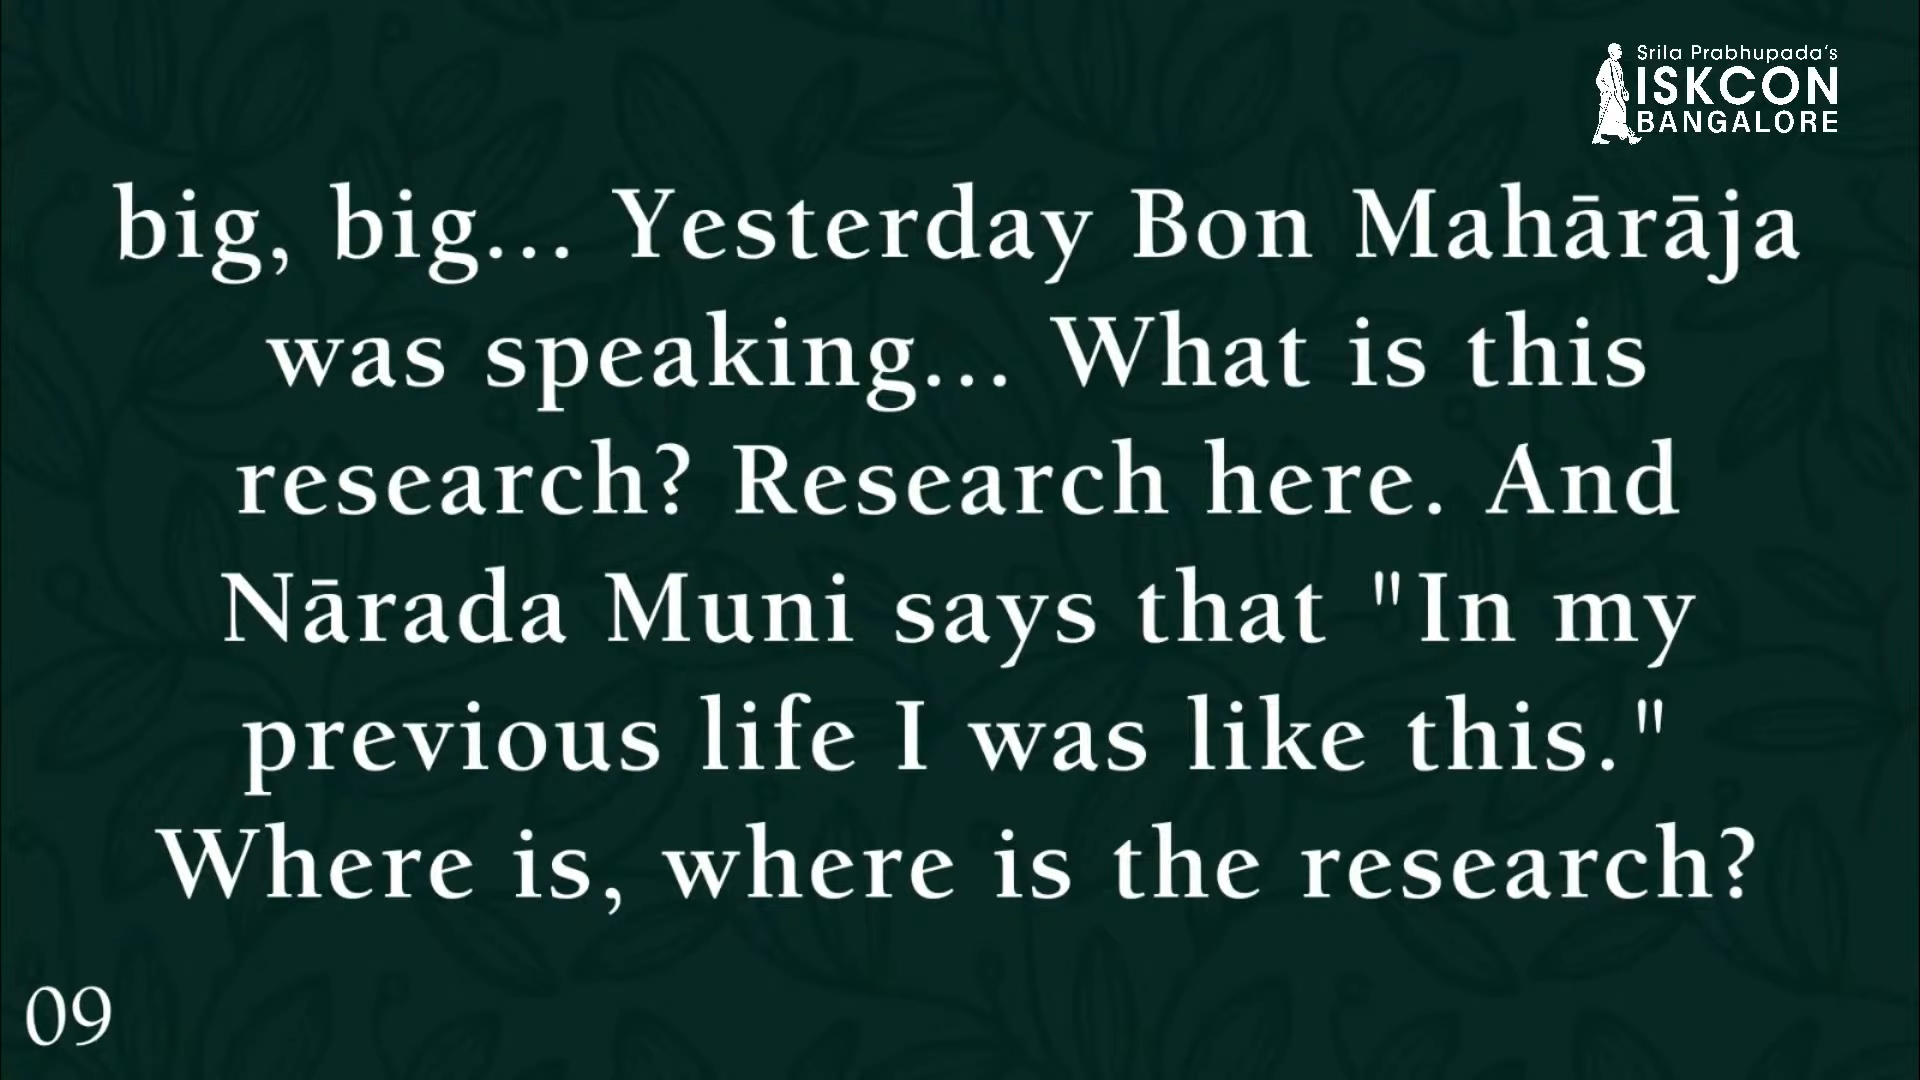 Srila Prabhupada's
ISKCON
BANGALORE
big, big... Yesterday Bon Mahārāja
was speaking... What is this
research? Research here. And
Nārada Muni says that "In my
previous life I was like this."
Where is, where is the research?
09